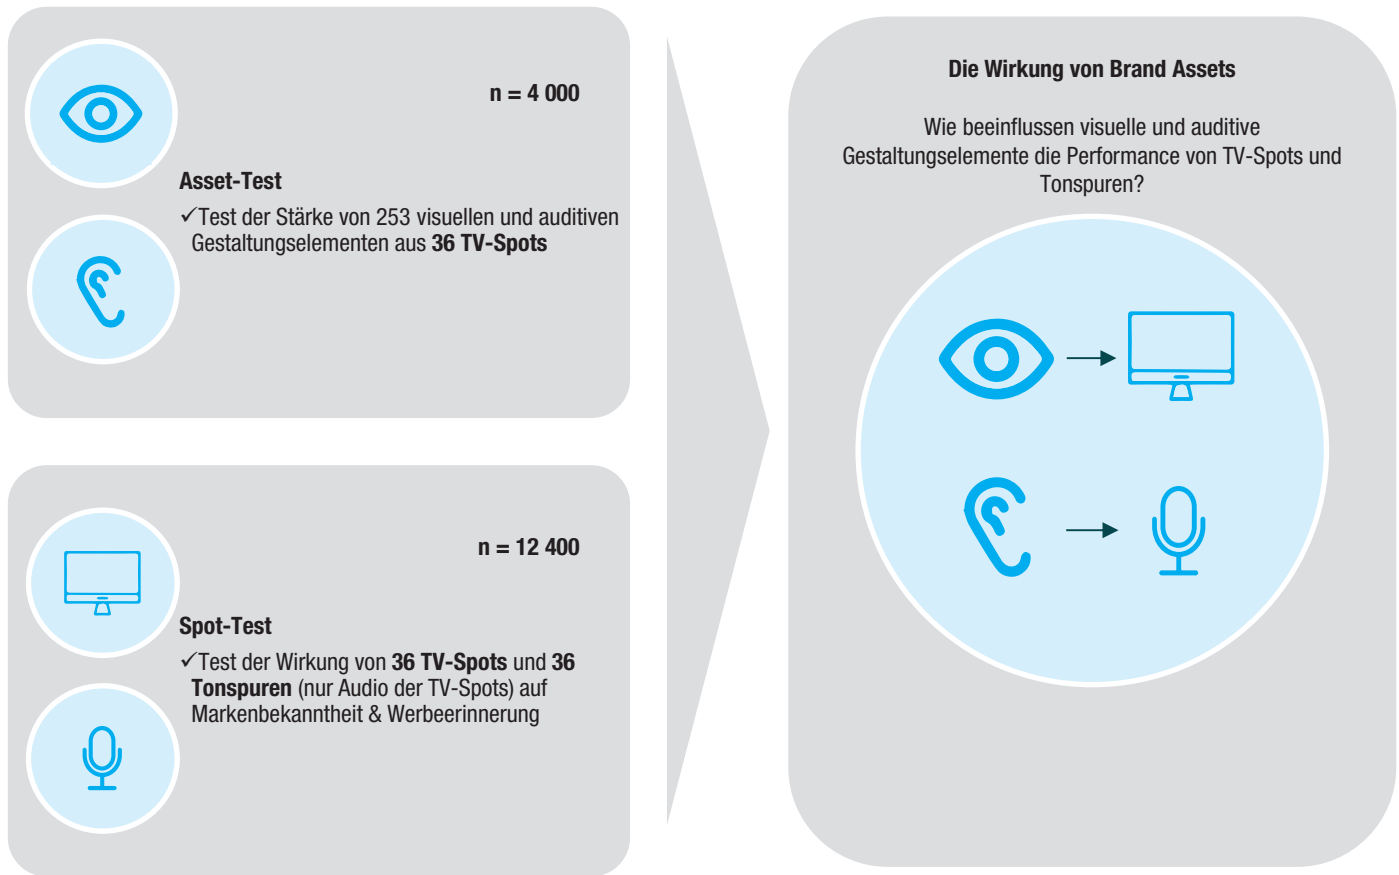 n = 4 000
Asset-Test
✓Test der Stärke von 253 visuellen und auditiven
Gestaltungselementen aus 36 TV-Spots
n = 12 400
Spot-Test
✓Test der Wirkung von 36 TV-Spots und 36
Tonspuren (nur Audio der TV-Spots) auf
Markenbekanntheit & Werbeerinnerung
Die Wirkung von Brand Assets
Wie beeinflussen visuelle und auditive
Gestaltungselemente die Performance von TV-Spots und
Tonspuren?